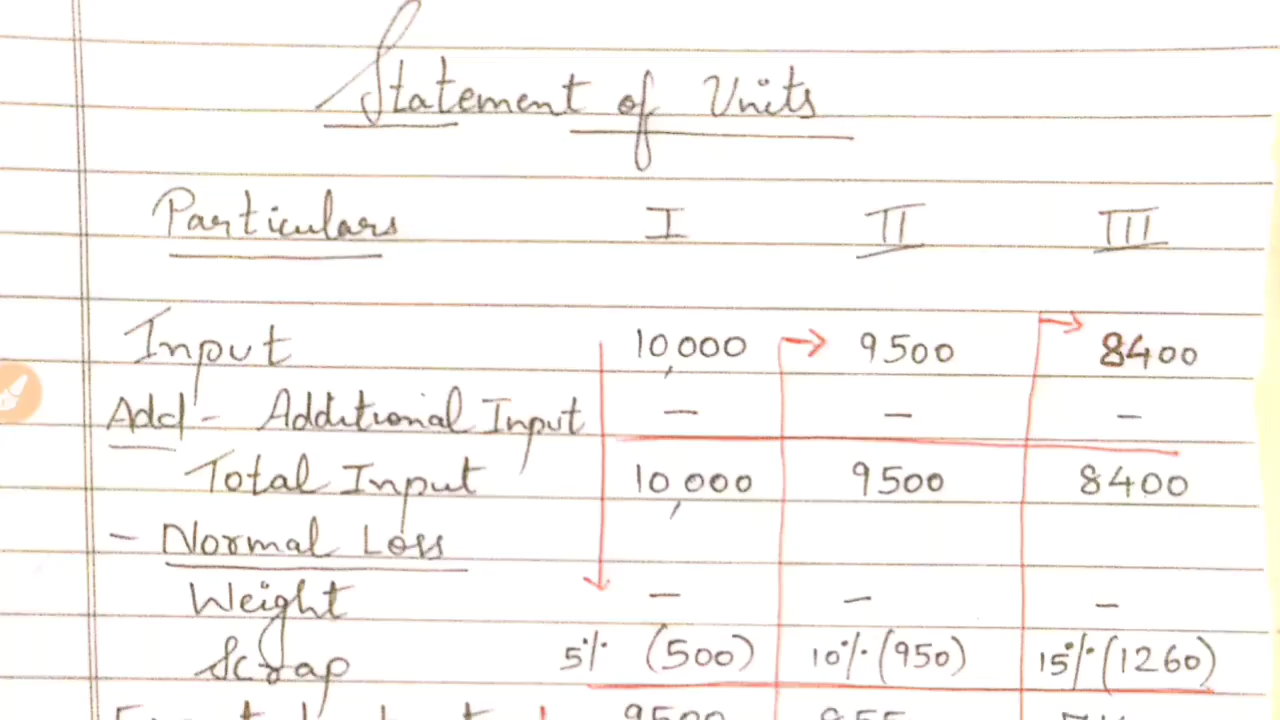 Statement of Units
Particulars I II III
Input 10,000 9500 8400
Add - Additional Input - - -
Total Input 10,000 9500 8400
- Normal Loss
Weight - - -
Scrap 5% (500) 10% (950) 15% (1260)
9500